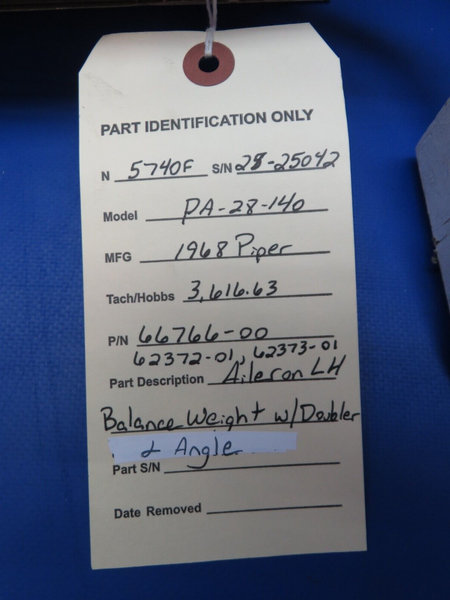 PART IDENTIFICATION ONLY
N 5740F S/N 28-25042
Model PA-28-140
MFG 1968 Piper
Tach/Hobbs 3,616.63
P/N 66766-00
62372-01, 62373-01
Part Description Aileron LH
Balance Weight w/ Doubler
& Angle
Part S/N
Date Removed